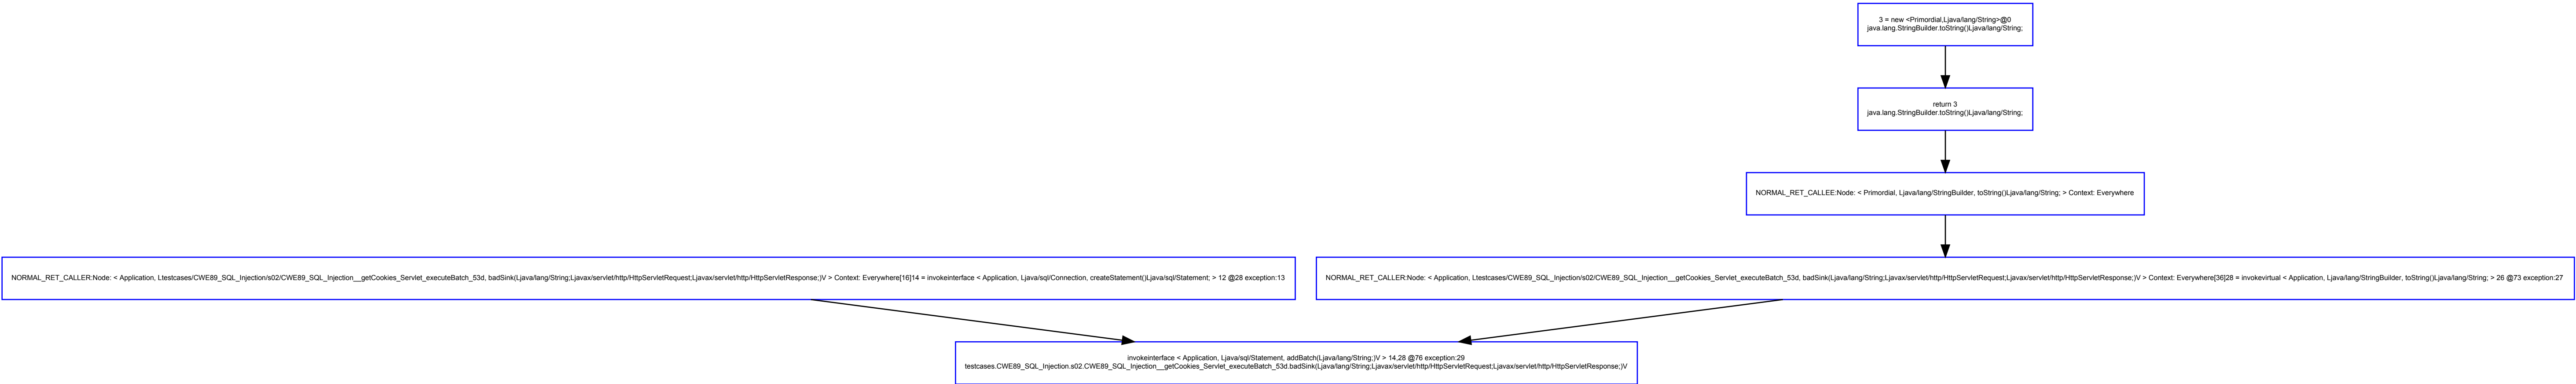 3 = new <Primordial,Ljava/lang/String>@0
java.lang.StringBuilder.toString()Ljava/lang/String;
return 3
java.lang.StringBuilder.toString()Ljava/lang/String;
NORMAL_RET_CALLEE:Node: < Primordial, Ljava/lang/StringBuilder, toString()Ljava/lang/String; > Context: Everywhere
NORMAL_RET_CALLER:Node: < Application, Ltestcases/CWE89_SQL_Injection/s02/CWE89_SQL_Injection__getCookies_Servlet_executeBatch_53d, badSink(Ljava/lang/String;Ljavax/servlet/http/HttpServletRequest;Ljavax/servlet/http/HttpServletResponse;)V > Context: Everywhere[16]14 = invokeinterface < Application, Ljava/sql/Connection, createStatement()Ljava/sql/Statement; > 12 @28 exception:13
NORMAL_RET_CALLER:Node: < Application, Ltestcases/CWE89_SQL_Injection/s02/CWE89_SQL_Injection__getCookies_Servlet_executeBatch_53d, badSink(Ljava/lang/String;Ljavax/servlet/http/HttpServletRequest;Ljavax/servlet/http/HttpServletResponse;)V > Context: Everywhere[36]28 = invokevirtual < Application, Ljava/lang/StringBuilder, toString()Ljava/lang/String; > 26 @73 exception:27
invokeinterface < Application, Ljava/sql/Statement, addBatch(Ljava/lang/String;)V > 14,28 @76 exception:29
testcases.CWE89_SQL_Injection.s02.CWE89_SQL_Injection__getCookies_Servlet_executeBatch_53d.badSink(Ljava/lang/String;Ljavax/servlet/http/HttpServletRequest;Ljavax/servlet/http/HttpServletResponse;)V